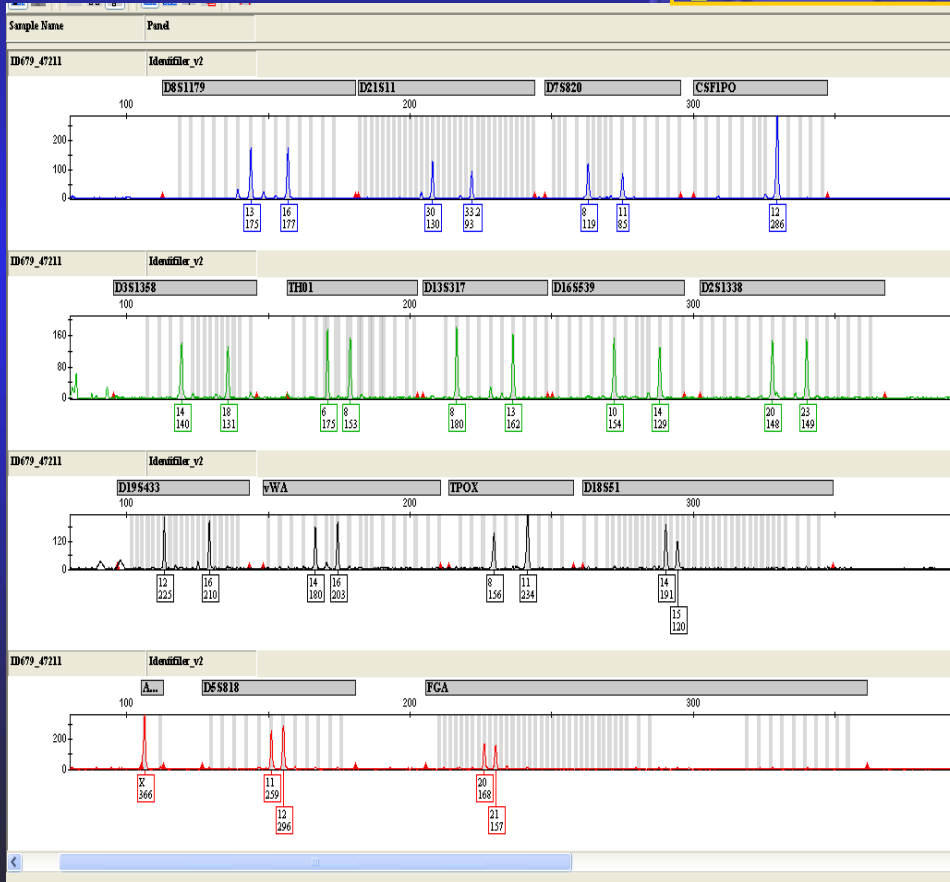 Sample Name Panel
ID679_47211 Identifiler_v2
D8S1179 D21S11 D7S820 CSF1PO
100 200 300
200
100
0
13 16 30 33.2 8 11 12
175 177 130 93 119 85 286
ID679_47211 Identifiler_v2
D3S1358 TH01 D13S317 D16S539 D2S1338
100 200 300
160
80
0
14 18 6 8 8 13 10 14 20 23
140 131 175 153 180 162 154 129 148 149
ID679_47211 Identifiler_v2
D19S433 vWA TPOX D18S51
100 200 300
120
0
12 16 14 16 8 11 14
225 210 180 203 156 234 191
15
120
ID679_47211 Identifiler_v2
A... D5S818 FGA
100 200 300
200
0
X 11 20
366 259 168
12 21
296 157